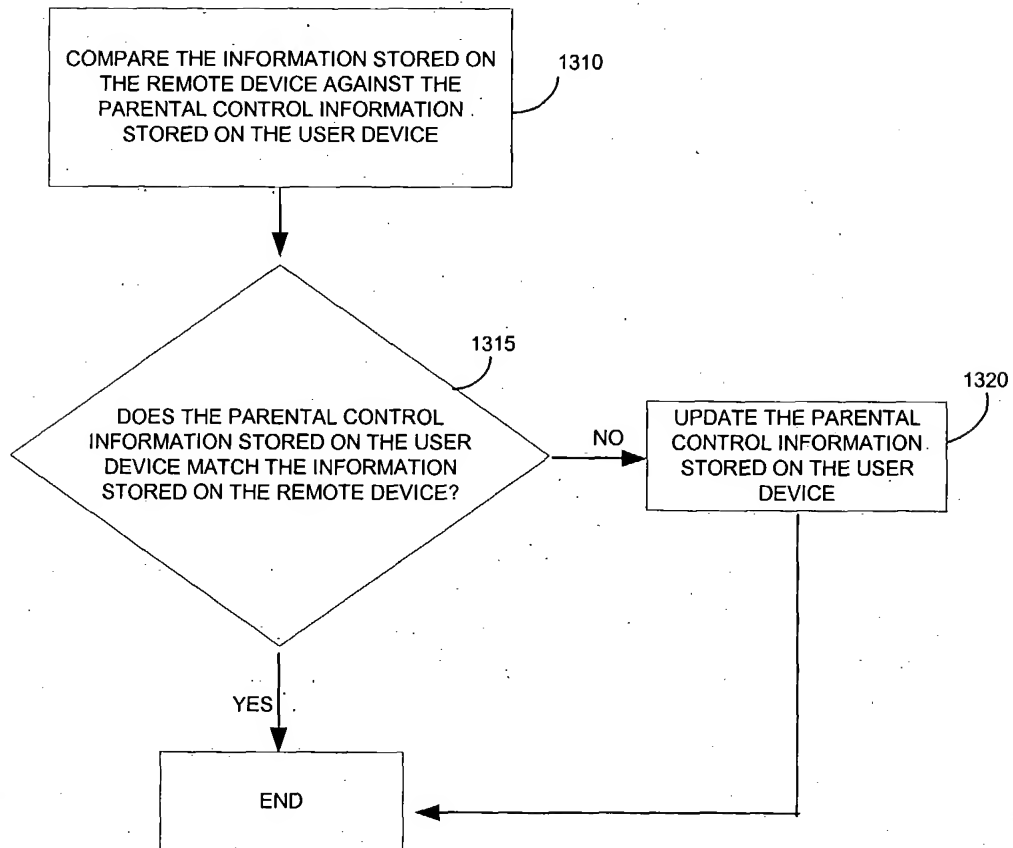 COMPARE THE INFORMATION STORED ON
THE REMOTE DEVICE AGAINST THE
PARENTAL CONTROL INFORMATION
STORED ON THE USER DEVICE
1310
1315
DOES THE PARENTAL CONTROL
INFORMATION STORED ON THE USER
DEVICE MATCH THE INFORMATION
STORED ON THE REMOTE DEVICE?
NO
1320
UPDATE THE PARENTAL
CONTROL INFORMATION
STORED ON THE USER
DEVICE
YES
END